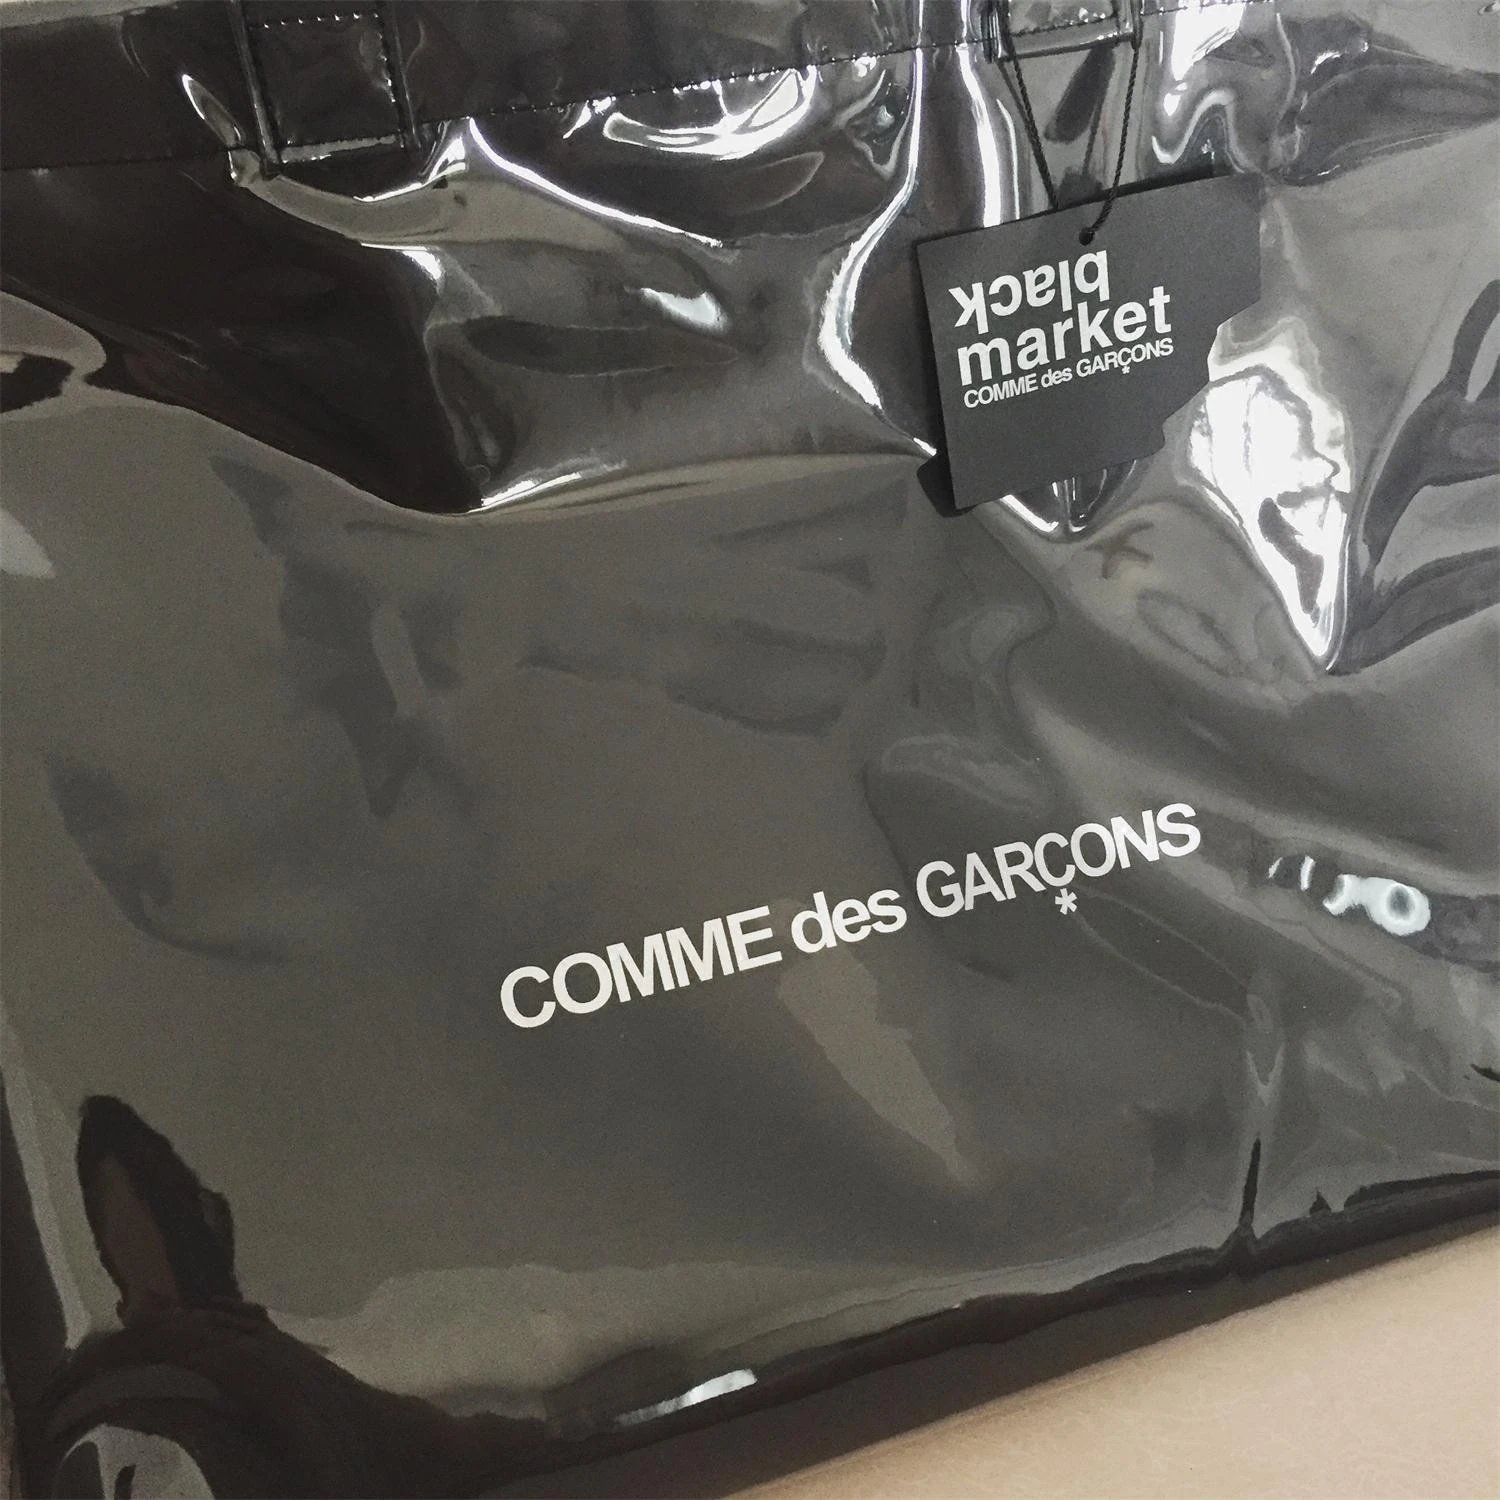 black
market
COMME des GARÇONS
COMME des GARÇONS
*